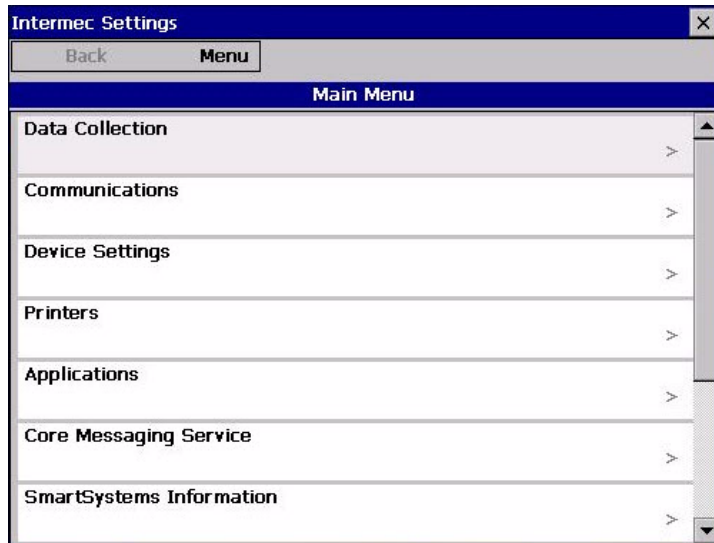 Intermec Settings
Back Menu
Main Menu
Data Collection
>
Communications
>
Device Settings
>
Printers
>
Applications
>
Core Messaging Service
>
SmartSystems Information
>